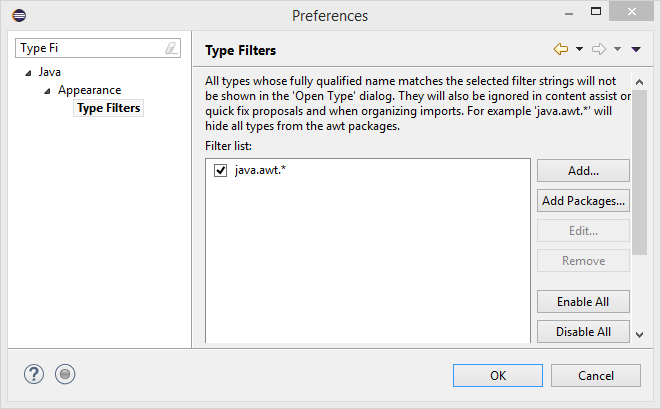 Preferences
Type Fi
Java
Appearance
Type Filters
Type Filters
All types whose fully qualified name matches the selected filter strings will not
be shown in the 'Open Type' dialog. They will also be ignored in content assist or
quick fix proposals and when organizing imports. For example 'java.awt.*' will
hide all types from the awt packages.
Filter list:
java.awt.*
Add...
Add Packages...
Edit...
Remove
Enable All
Disable All
?
OK
Cancel